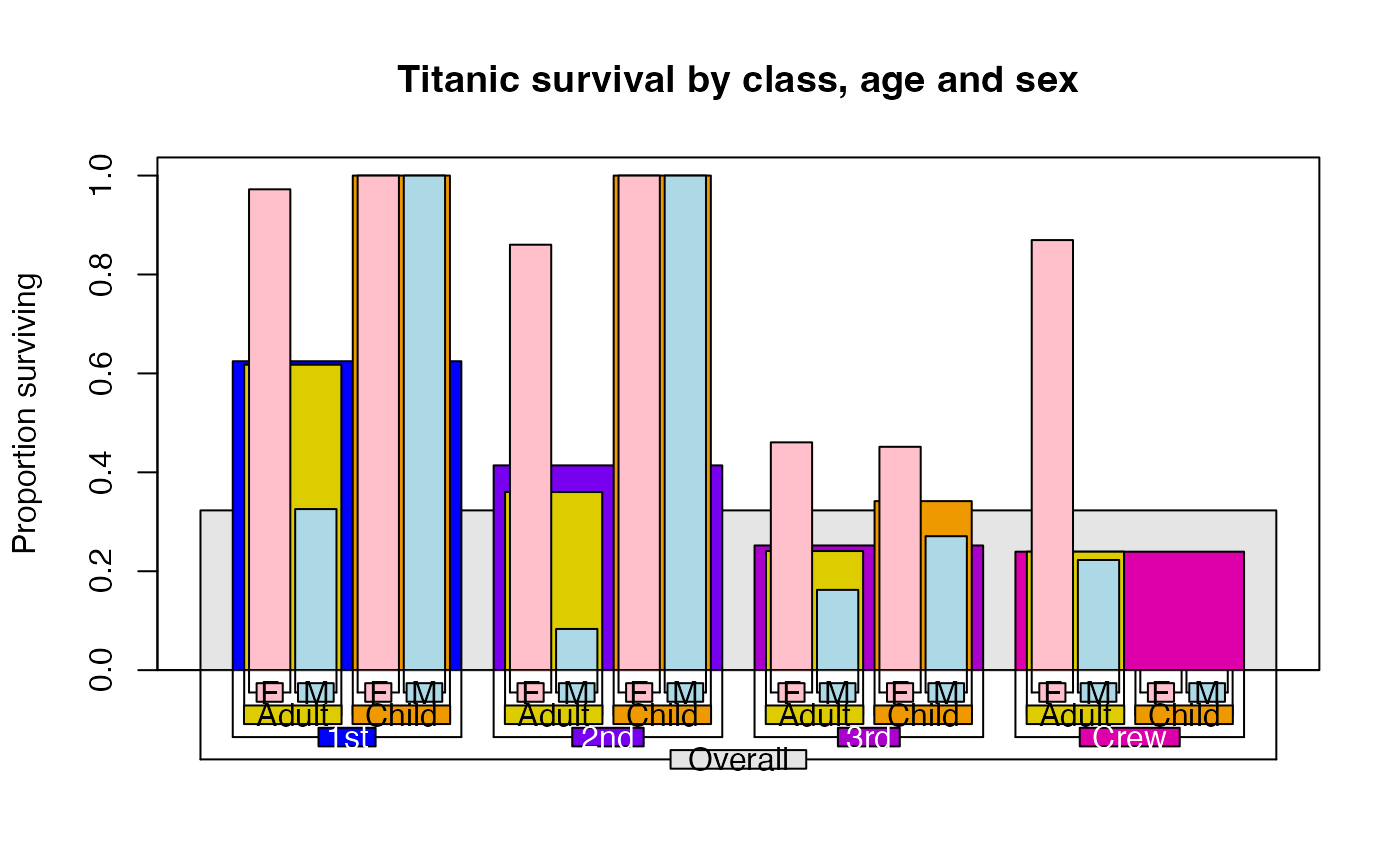 Titanic survival by class, age and sex
Proportion surviving
1.0
0.8
0.6
0.4
0.2
0.0
F M F M F M F M F M F M F M F M
Adult Child Adult Child Adult Child Adult Child
1st 2nd 3rd Crew
Overall